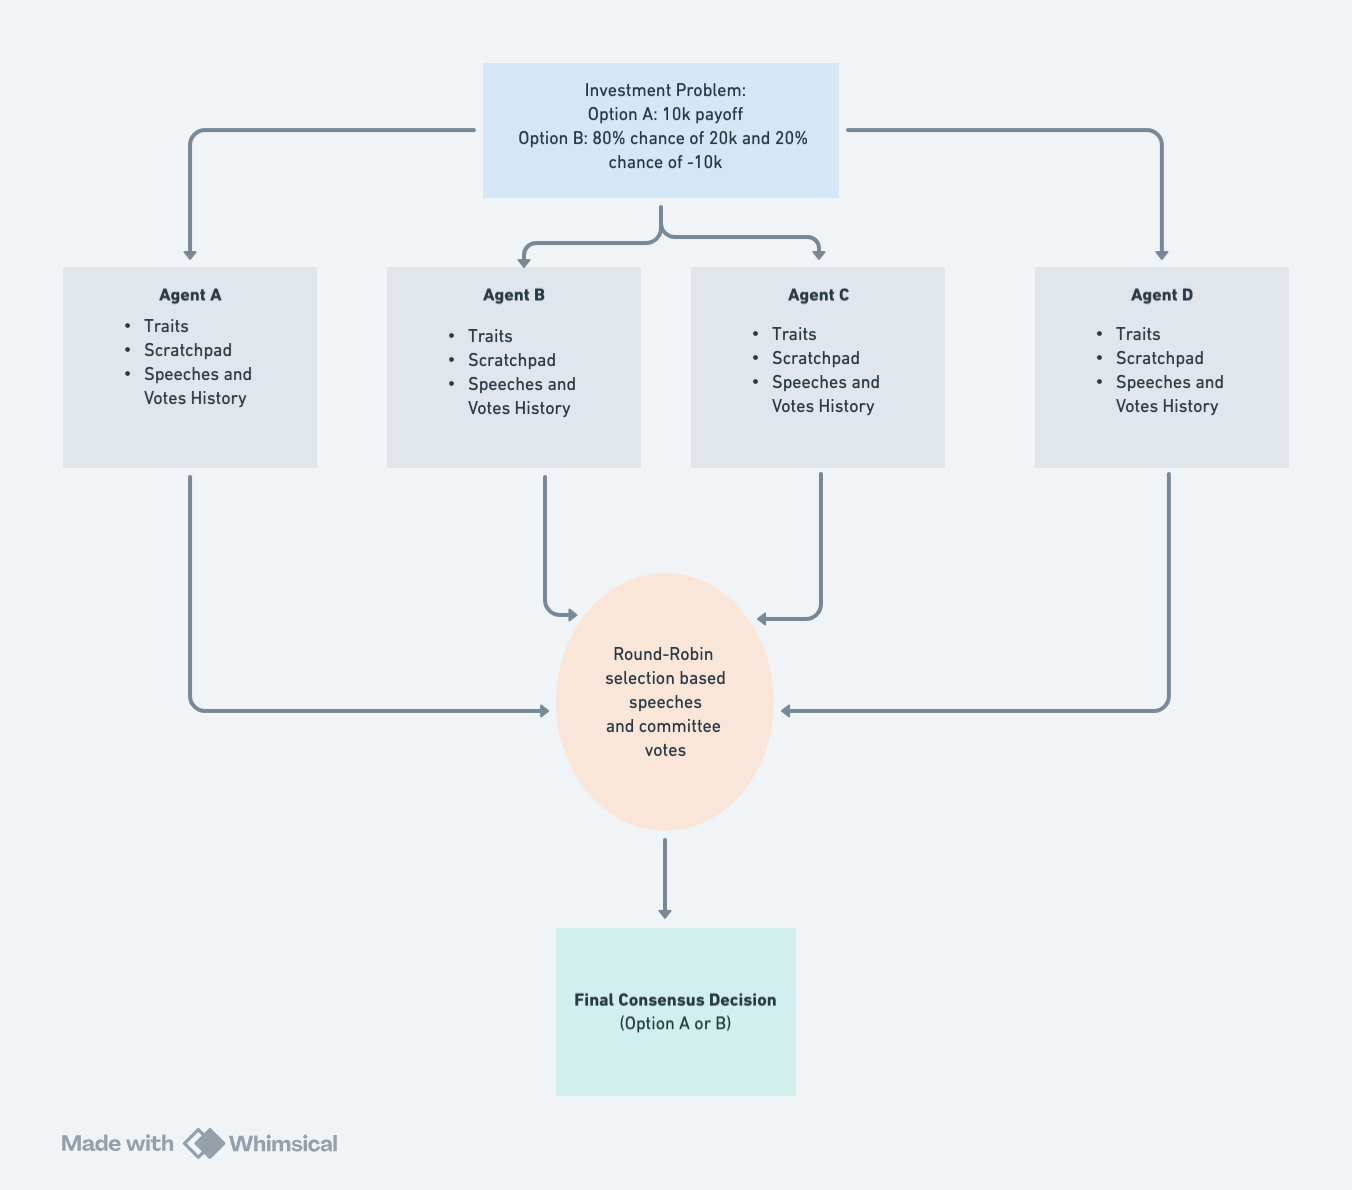 Investment Problem:
Option A: 10k payoff
Option B: 80% chance of 20k and 20%
chance of -10k
Agent A
• Traits
• Scratchpad
• Speeches and
Votes History
Agent B
• Traits
• Scratchpad
• Speeches and
Votes History
Agent C
• Traits
• Scratchpad
• Speeches and
Votes History
Agent D
• Traits
• Scratchpad
• Speeches and
Votes History
Round-Robin
selection based
speeches
and committee
votes
Final Consensus Decision
(Option A or B)
Made with Whimsical